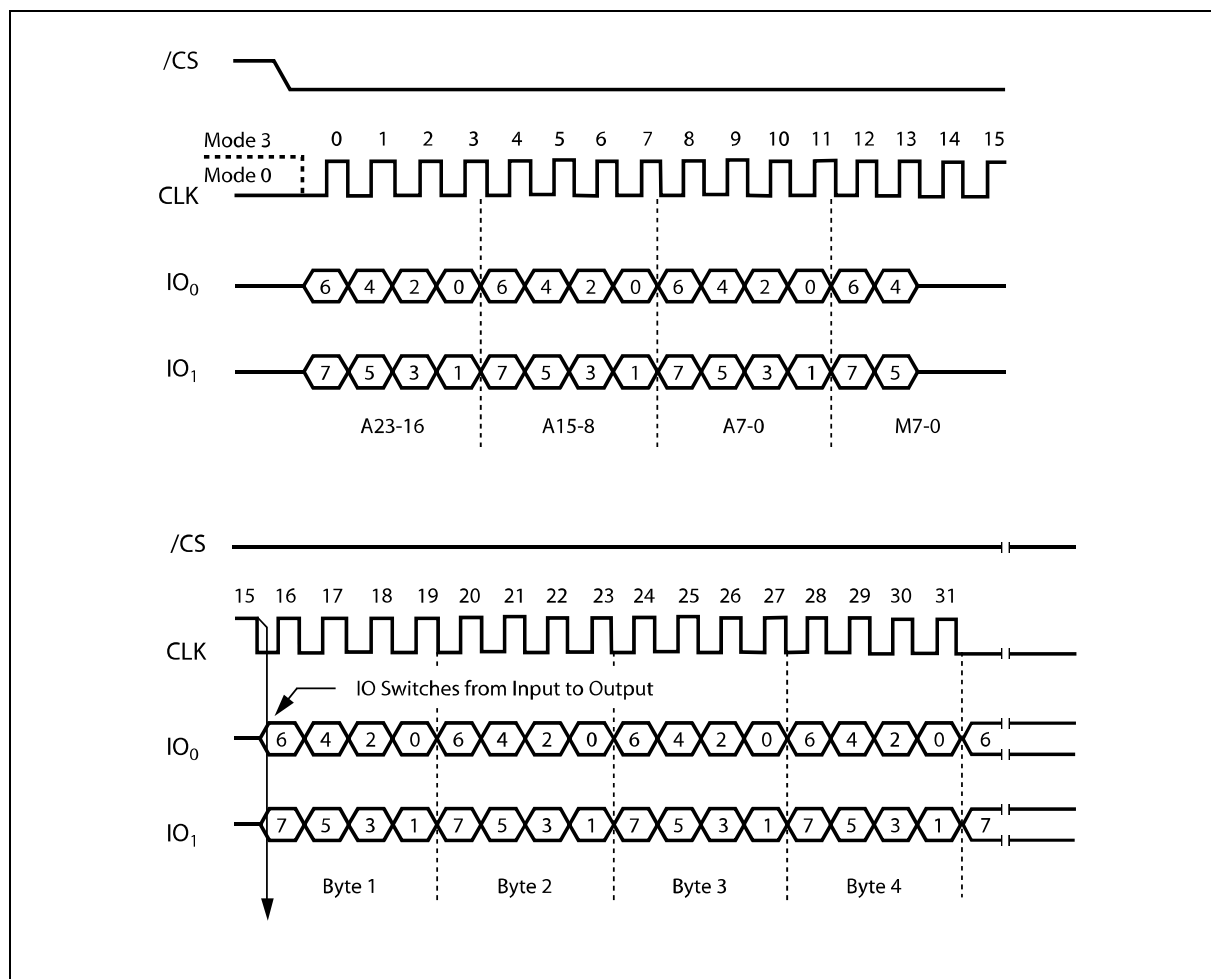 /CS
Mode 3
0 1 2 3 4 5 6 7 8 9 10 11 12 13 14 15
Mode 0
CLK
IO0 6 4 2 0 6 4 2 0 6 4 2 0 6 4
IO1 7 5 3 1 7 5 3 1 7 5 3 1 7 5
A23-16 A15-8 A7-0 M7-0
/CS
15 16 17 18 19 20 21 22 23 24 25 26 27 28 29 30 31
CLK
IO Switches from Input to Output
IO0 6 4 2 0 6 4 2 0 6 4 2 0 6 4 2 0 6
IO1 7 5 3 1 7 5 3 1 7 5 3 1 7 5 3 1 7
Byte 1 Byte 2 Byte 3 Byte 4